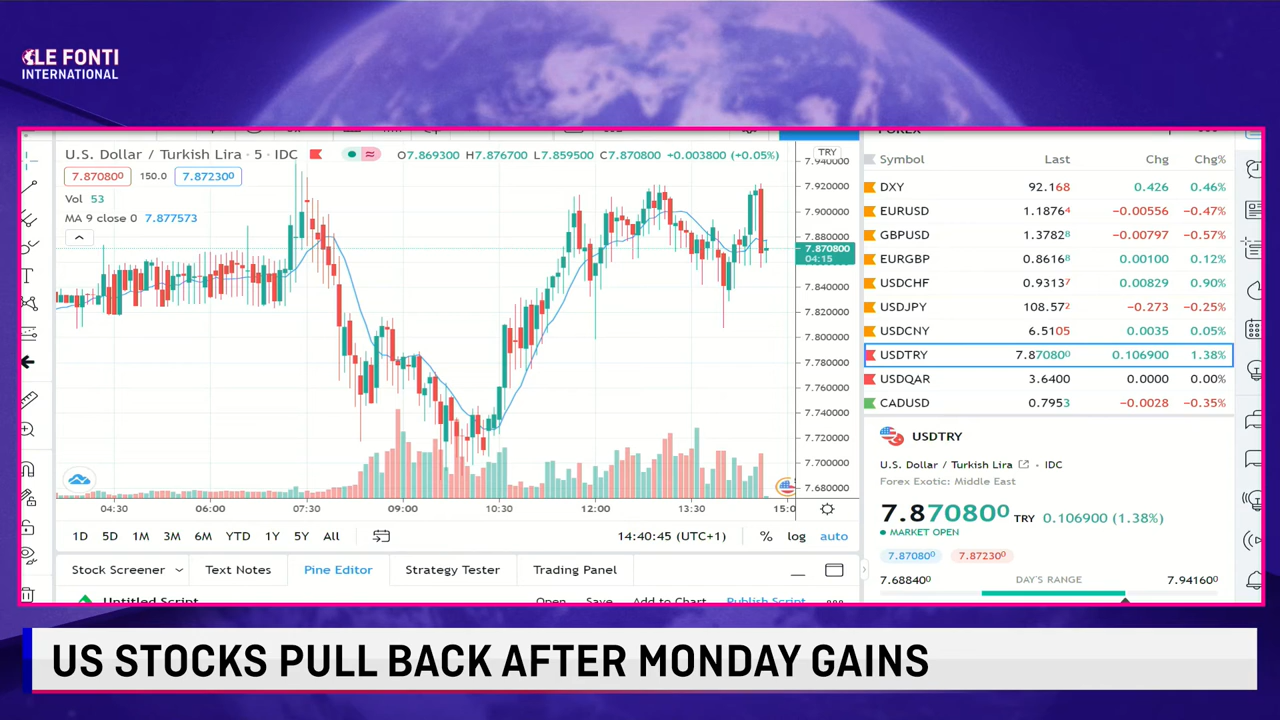 LE FONTI
INTERNATIONAL
U.S. Dollar / Turkish Lira · 5 · IDC
O7.869300 H7.876700 L7.859500 C7.870800 +0.003800 (+0.05%)
7.870800 150.0 7.872300
Vol 53
MA 9 close 0 7.877573
TRY
7.940000
7.920000
7.900000
7.880000
7.870800
04:15
7.840000
7.820000
7.800000
7.780000
7.760000
7.740000
7.720000
7.700000
7.680000
04:30 06:00 07:30 09:00 10:30 12:00 13:30 15:0
1D 5D 1M 3M 6M YTD 1Y 5Y All
14:40:45 (UTC+1) % log auto
Stock Screener Text Notes Pine Editor Strategy Tester Trading Panel
Untitled Script Open Save Add to Chart Publish Script
FOREX
Symbol Last Chg Chg%
DXY 92.168 0.426 0.46%
EURUSD 1.18764 −0.00556 −0.47%
GBPUSD 1.37828 −0.00797 −0.57%
EURGBP 0.86168 0.00100 0.12%
USDCHF 0.93137 0.00829 0.90%
USDJPY 108.572 −0.273 −0.25%
USDCNY 6.5105 0.0035 0.05%
USDTRY 7.870800 0.106900 1.38%
USDQAR 3.6400 0.0000 0.00%
CADUSD 0.7953 −0.0028 −0.35%
USDTRY
U.S. Dollar / Turkish Lira · IDC
Forex Exotic: Middle East
7.870800 TRY 0.106900 (1.38%)
MARKET OPEN
7.870800 7.872300
7.688400 DAY'S RANGE 7.941600
US STOCKS PULL BACK AFTER MONDAY GAINS